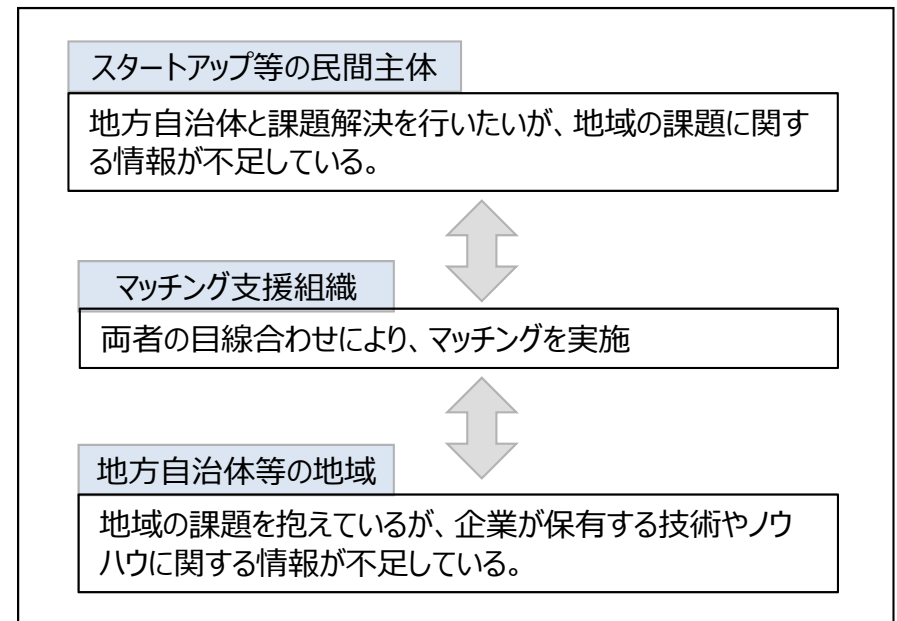 スタートアップ等の民間主体
地方自治体と課題解決を行いたいが、地域の課題に関す
る情報が不足している。
マッチング支援組織
両者の目線合わせにより、マッチングを実施
地方自治体等の地域
地域の課題を抱えているが、企業が保有する技術やノウ
ハウに関する情報が不足している。